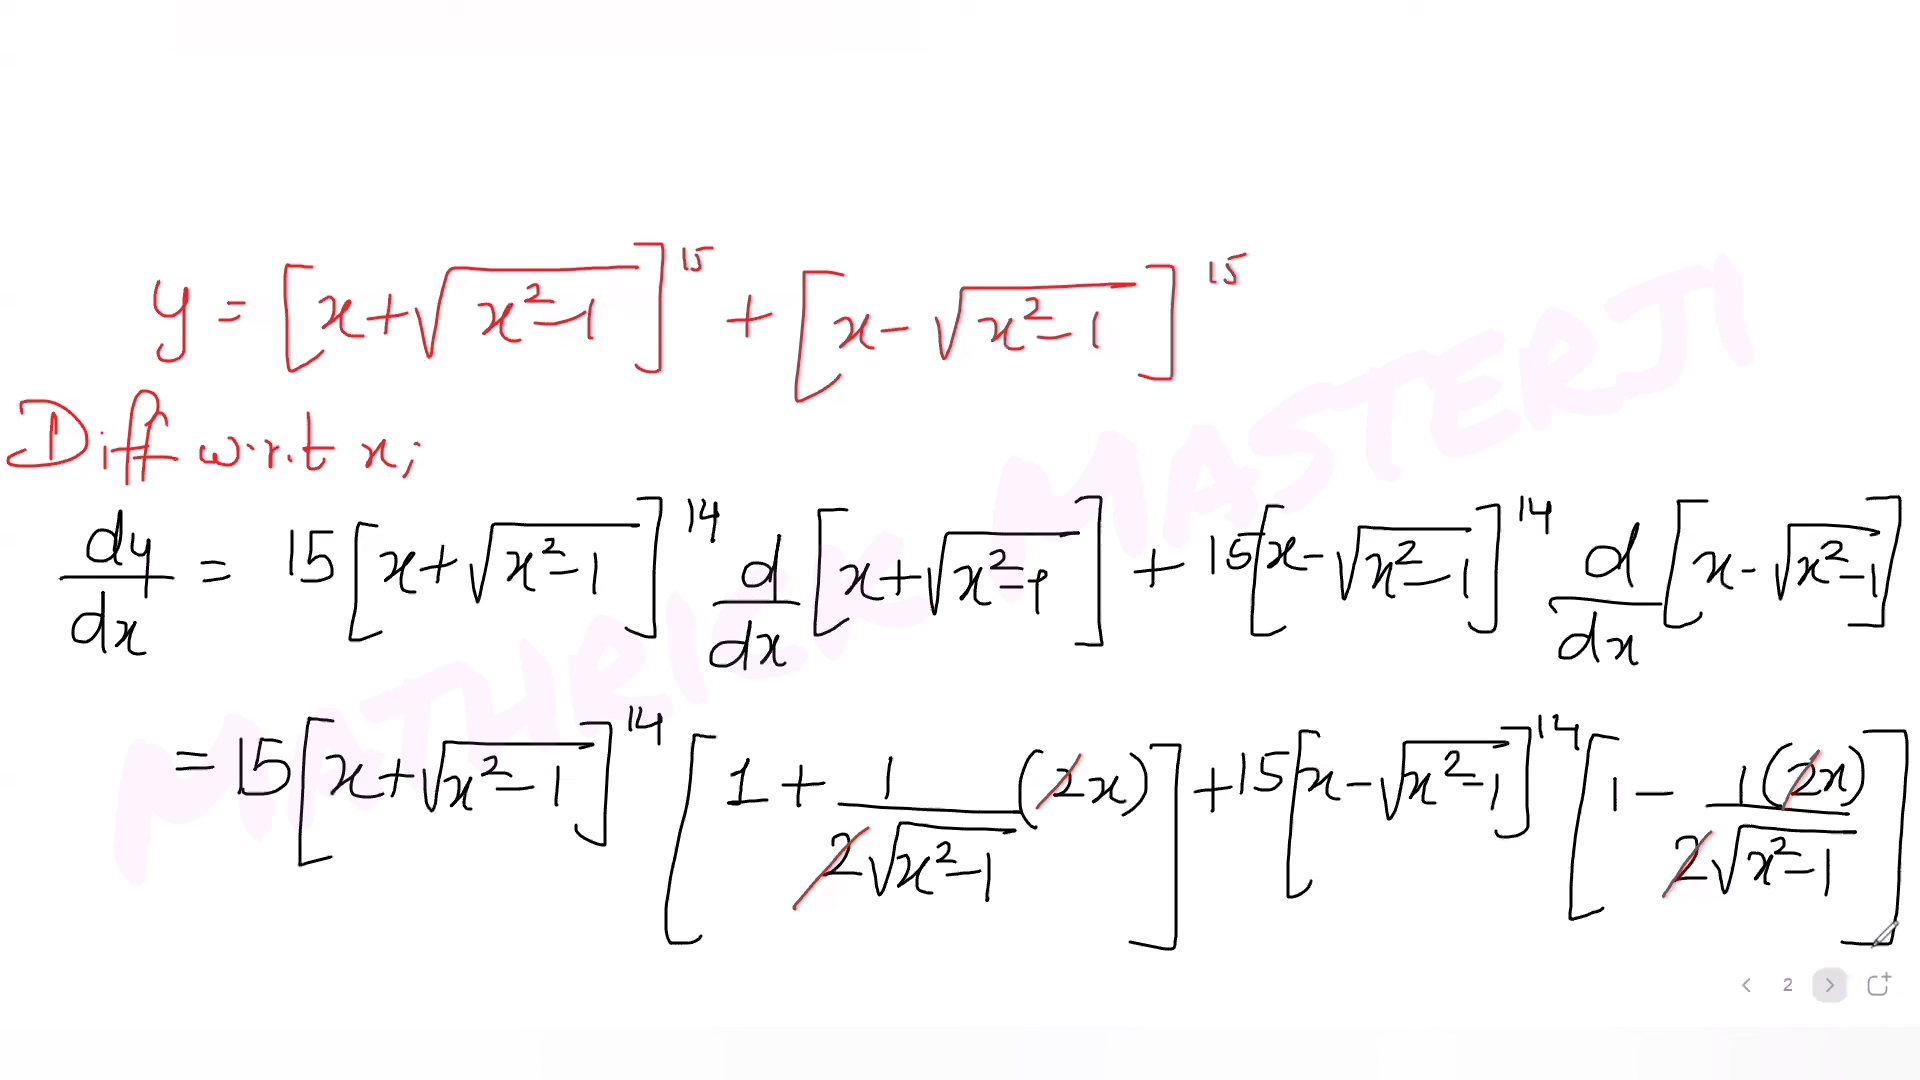 y = [x+√(x²-1)]¹⁵ + [x-√(x²-1)]¹⁵
Diff w.r.t x;
dy/dx = 15[x+√(x²-1)]¹⁴ d/dx [x+√(x²-1)] + 15[x-√(x²-1)]¹⁴ d/dx [x-√(x²-1)]
= 15[x+√(x²-1)]¹⁴ [1 + 1/(2√(x²-1)) (2x)] + 15[x-√(x²-1)]¹⁴ [1 - 1(2x)/(2√(x²-1))]
MATHRICK MASTERJI
< 2 >